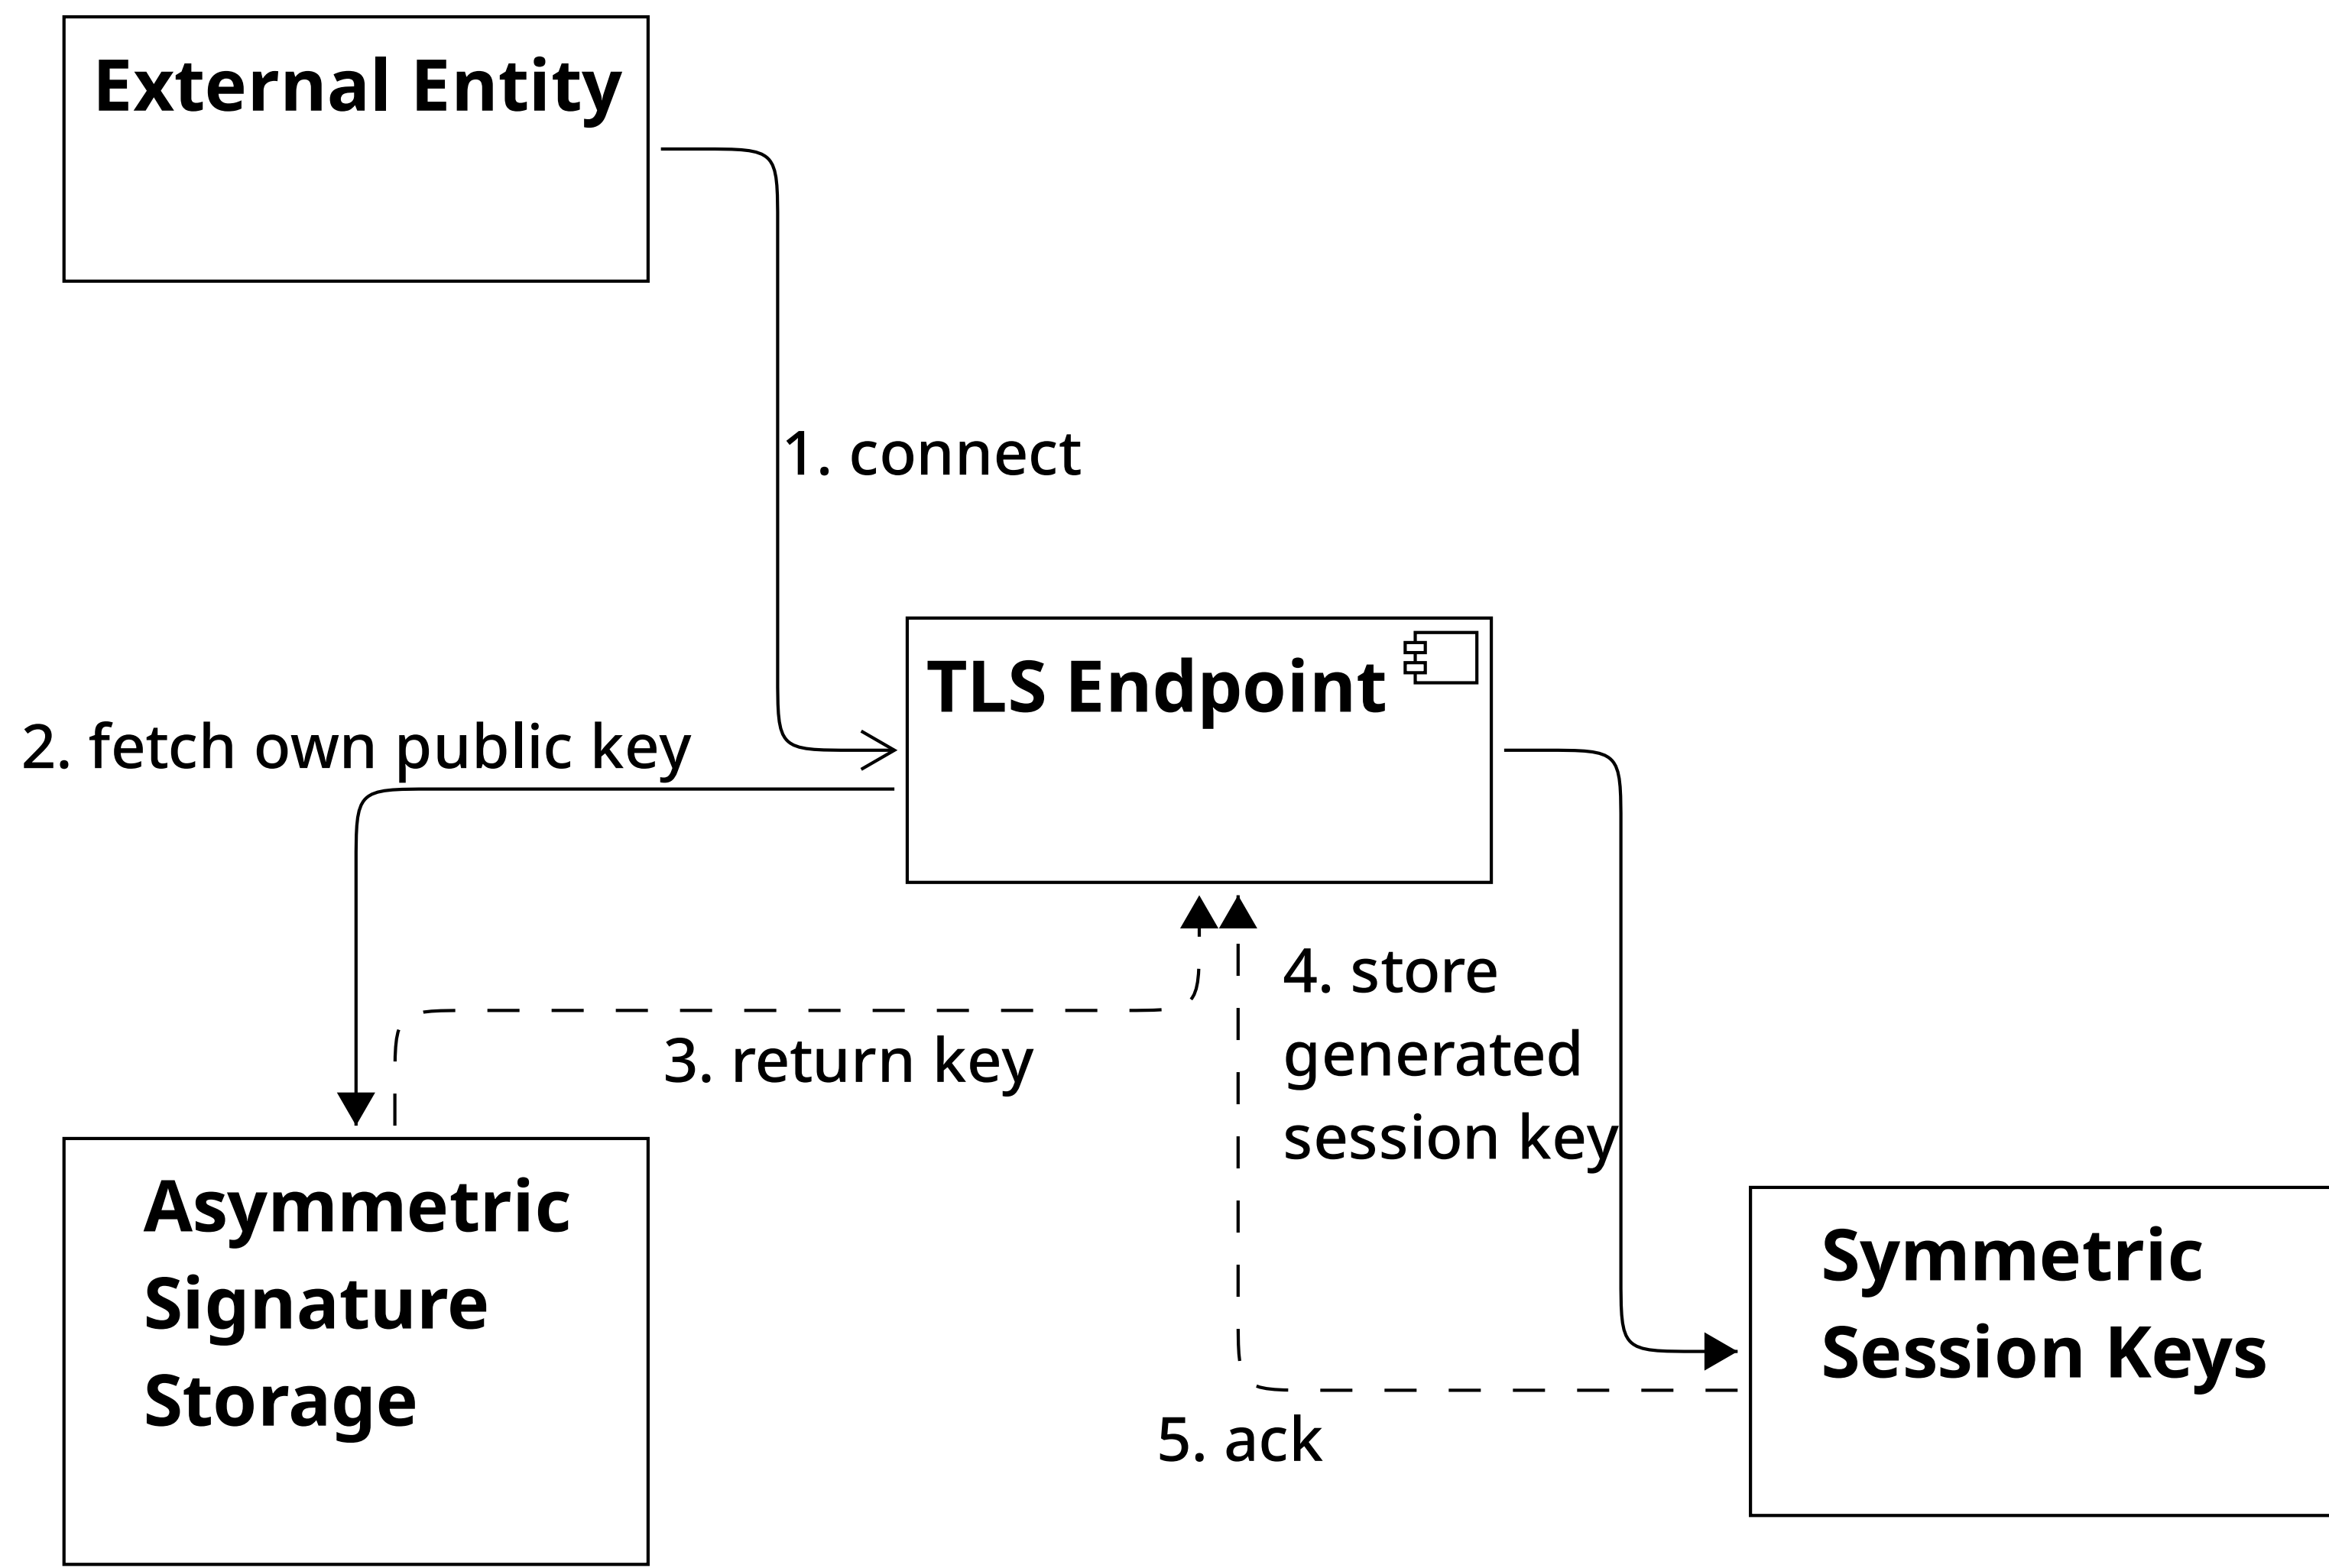 External Entity
1. connect
TLS Endpoint
2. fetch own public key
3. return key
4. store
generated
session key
Asymmetric
Signature
Storage
Symmetric
Session Keys
5. ack